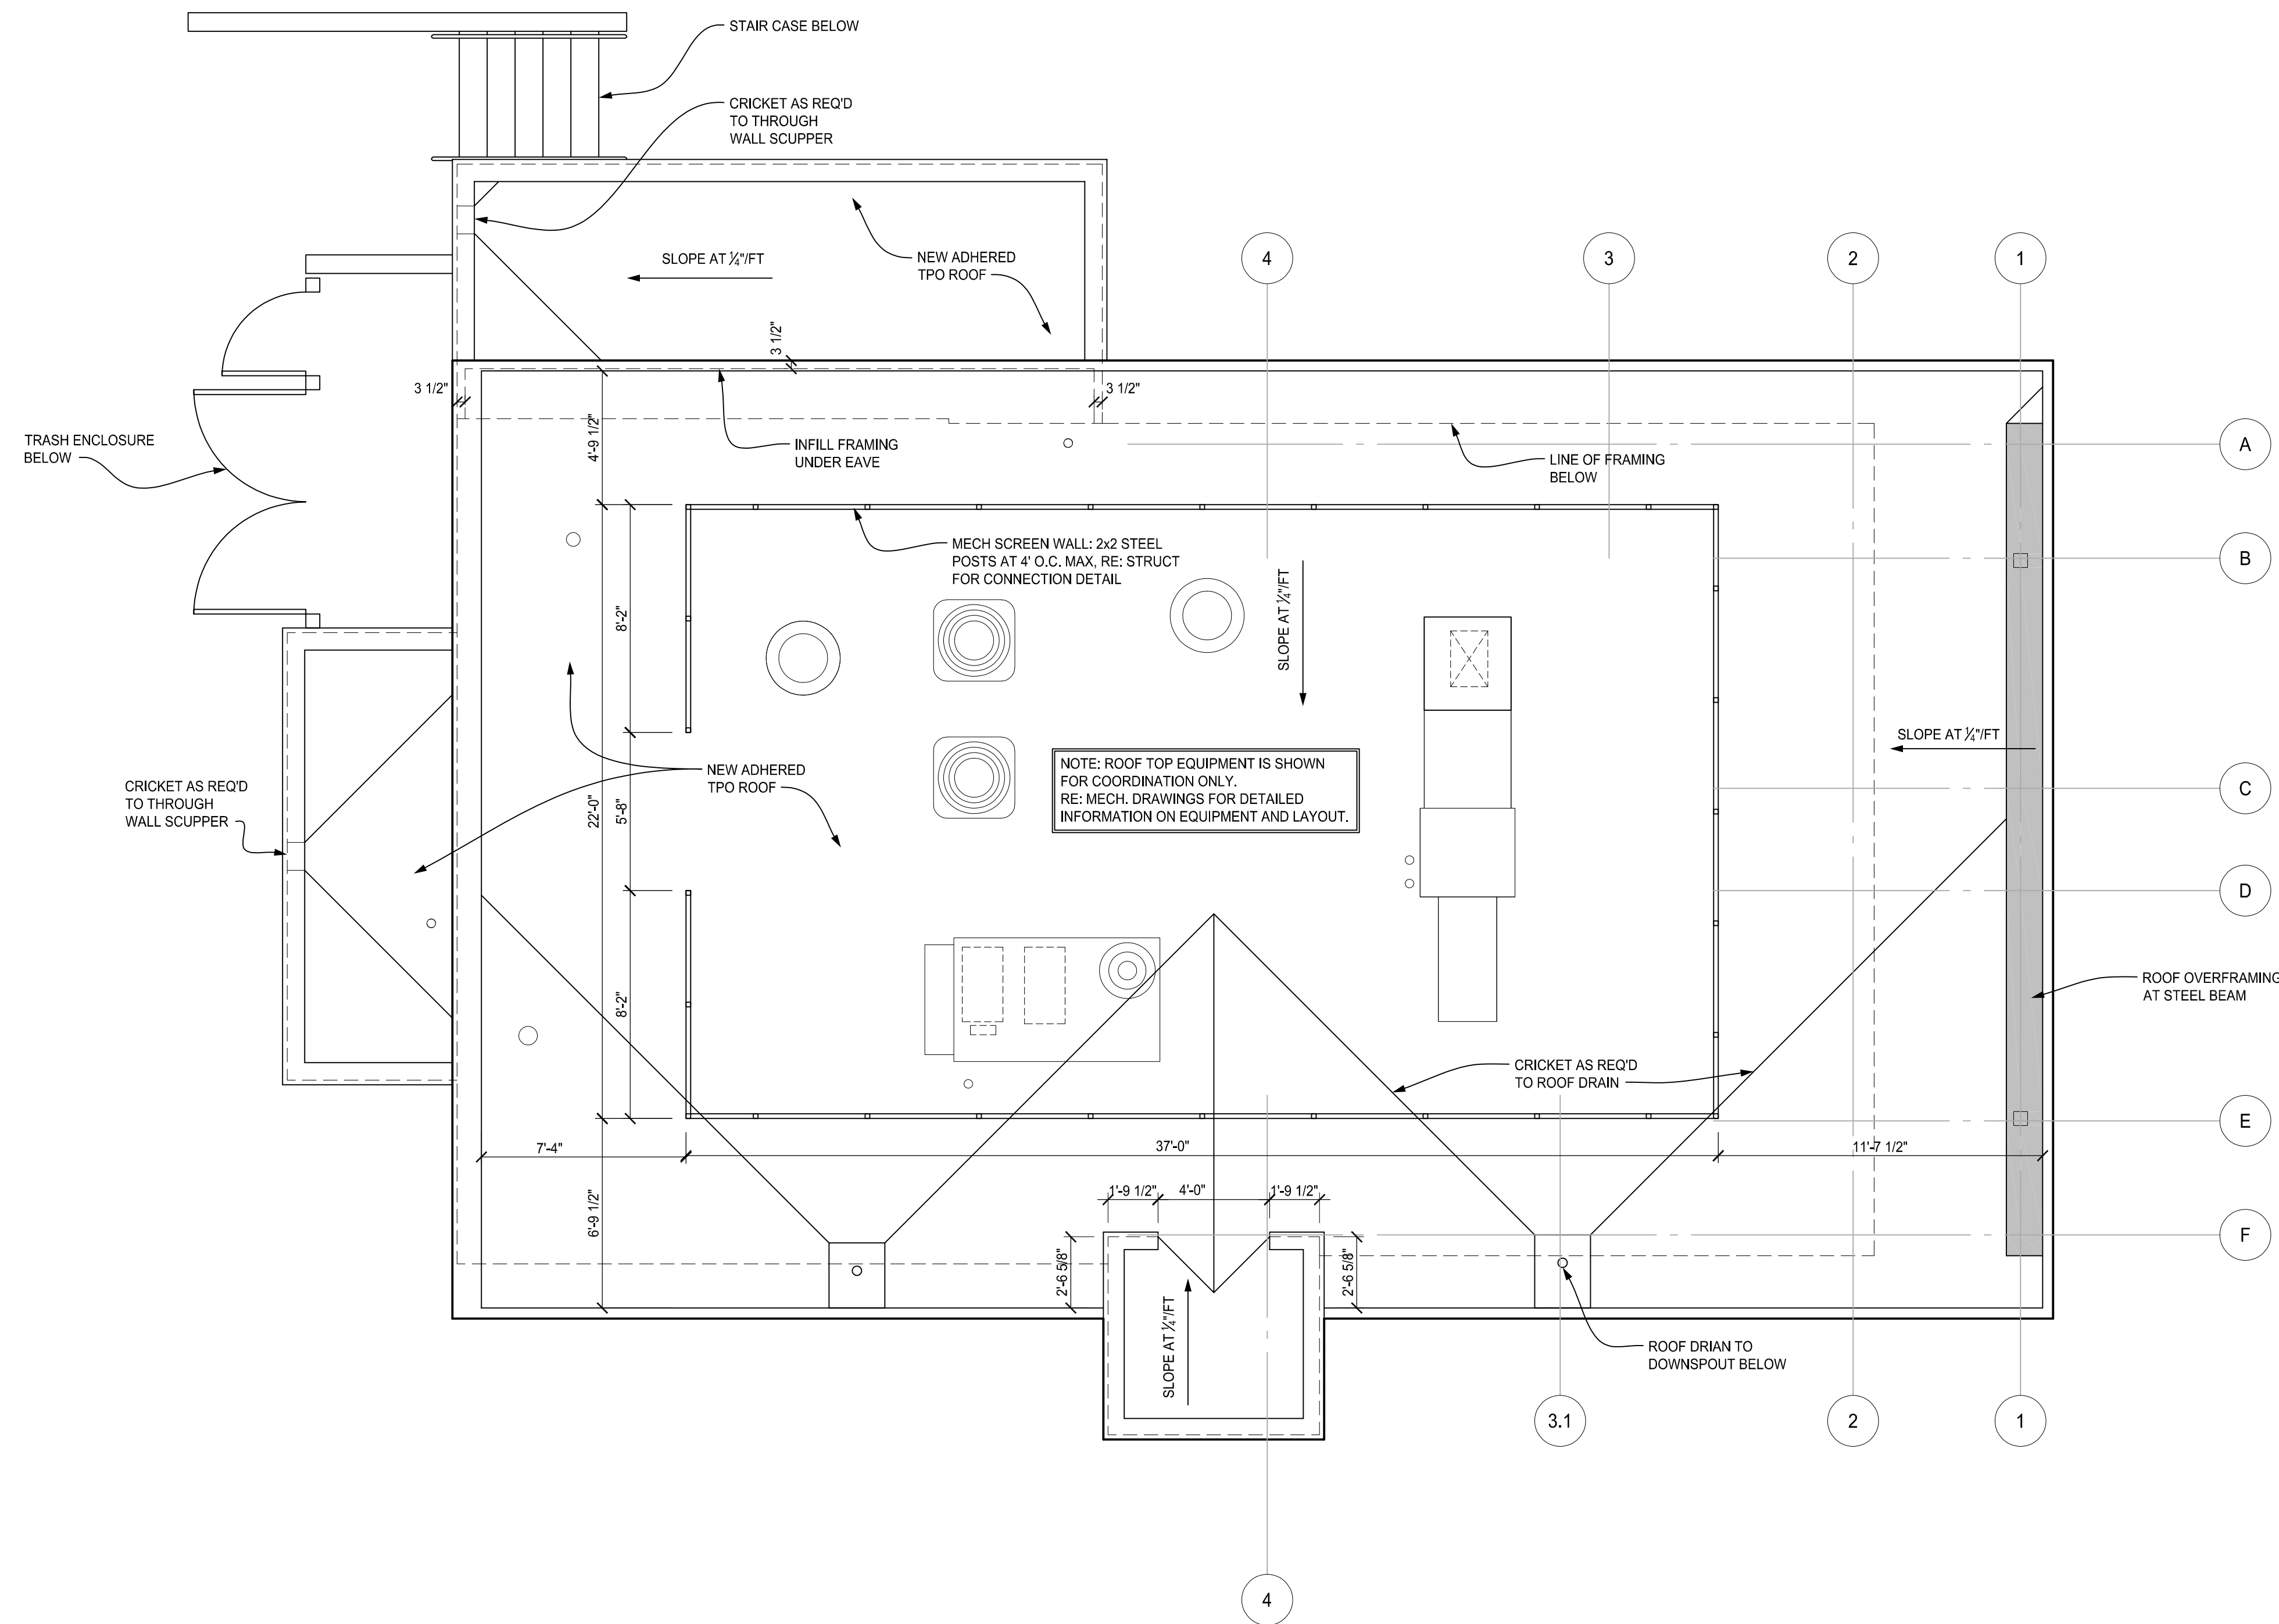 STAIR CASE BELOW
CRICKET AS REQ'D
TO THROUGH
WALL SCUPPER
SLOPE AT ¼"/FT
NEW ADHERED
TPO ROOF
4
3
2
1
3 1/2"
3 1/2"
3 1/2"
TRASH ENCLOSURE
BELOW
4'-9 1/2"
INFILL FRAMING
UNDER EAVE
LINE OF FRAMING
BELOW
A
MECH SCREEN WALL: 2x2 STEEL
POSTS AT 4' O.C. MAX, RE: STRUCT
FOR CONNECTION DETAIL
B
8'-2"
SLOPE AT ¼"/FT
SLOPE AT ¼"/FT
NOTE: ROOF TOP EQUIPMENT IS SHOWN
FOR COORDINATION ONLY.
RE: MECH. DRAWINGS FOR DETAILED
INFORMATION ON EQUIPMENT AND LAYOUT.
NEW ADHERED
TPO ROOF
CRICKET AS REQ'D
TO THROUGH
WALL SCUPPER
22'-0"
5'-8"
C
D
8'-2"
ROOF OVERFRAMING
AT STEEL BEAM
CRICKET AS REQ'D
TO ROOF DRAIN
E
7'-4"
37'-0"
11'-7 1/2"
6'-9 1/2"
1'-9 1/2"
4'-0"
1'-9 1/2"
F
2'-6 5/8"
2'-6 5/8"
SLOPE AT ¼"/FT
ROOF DRIAN TO
DOWNSPOUT BELOW
3.1
2
1
4